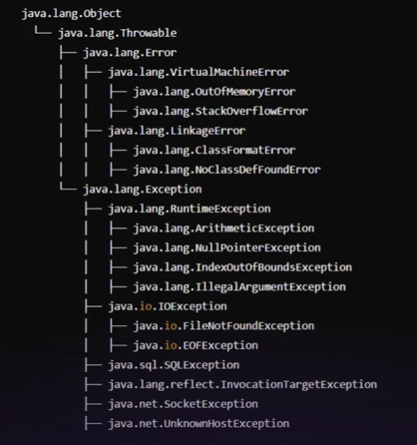 java.lang.Object
└── java.lang.Throwable
├── java.lang.Error
│ ├── java.lang.VirtualMachineError
│ │ ├── java.lang.OutOfMemoryError
│ │ ├── java.lang.StackOverflowError
│ ├── java.lang.LinkageError
│ │ ├── java.lang.ClassFormatError
│ │ ├── java.lang.NoClassDefFoundError
└── java.lang.Exception
├── java.lang.RuntimeException
│ ├── java.lang.ArithmeticException
│ ├── java.lang.NullPointerException
│ ├── java.lang.IndexOutOfBoundsException
│ ├── java.lang.IllegalArgumentException
├── java.io.IOException
│ ├── java.io.FileNotFoundException
│ ├── java.io.EOFException
├── java.sql.SQLException
├── java.lang.reflect.InvocationTargetException
├── java.net.SocketException
├── java.net.UnknownHostException